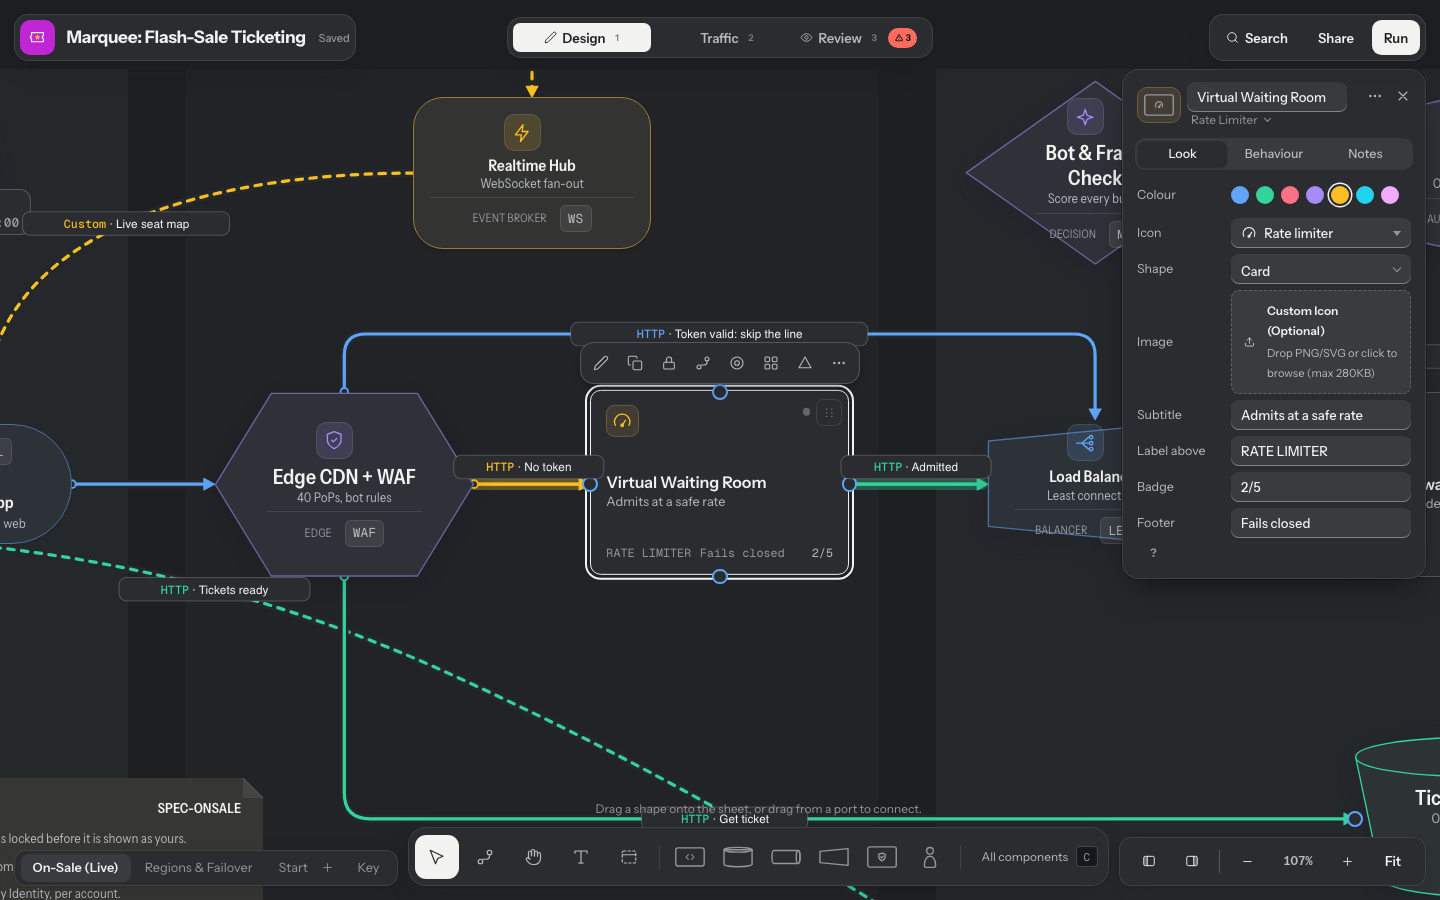 Marquee: Flash-Sale Ticketing
Saved
Design 1
Traffic 2
Review 3
3
Search
Share
Run
Realtime Hub
WebSocket fan-out
EVENT BROKER WS
:00
Custom · Live seat map
Bot & Fra
Check
Score every bu
DECISION
Virtual Waiting Room
Rate Limiter
Look
Behaviour
Notes
Colour
Icon
Rate limiter
Shape
Card
Image
Custom Icon
(Optional)
Drop PNG/SVG or click to
browse (max 280KB)
Subtitle
Admits at a safe rate
Label above
RATE LIMITER
Badge
2/5
Footer
Fails closed
?
HTTP · Token valid: skip the line
Edge CDN + WAF
40 PoPs, bot rules
EDGE WAF
HTTP · No token
Virtual Waiting Room
Admits at a safe rate
RATE LIMITER Fails closed 2/5
HTTP · Admitted
Load Balanc
Least connect
BALANCER LE
pp
web
HTTP · Tickets ready
SPEC-ONSALE
s locked before it is shown as yours.
om
y Identity, per account.
On-Sale (Live)
Regions & Failover
Start +
Key
Drag a shape onto the sheet, or drag from a port to connect.
HTTP · Get ticket
All components C
Tic
107%
Fit